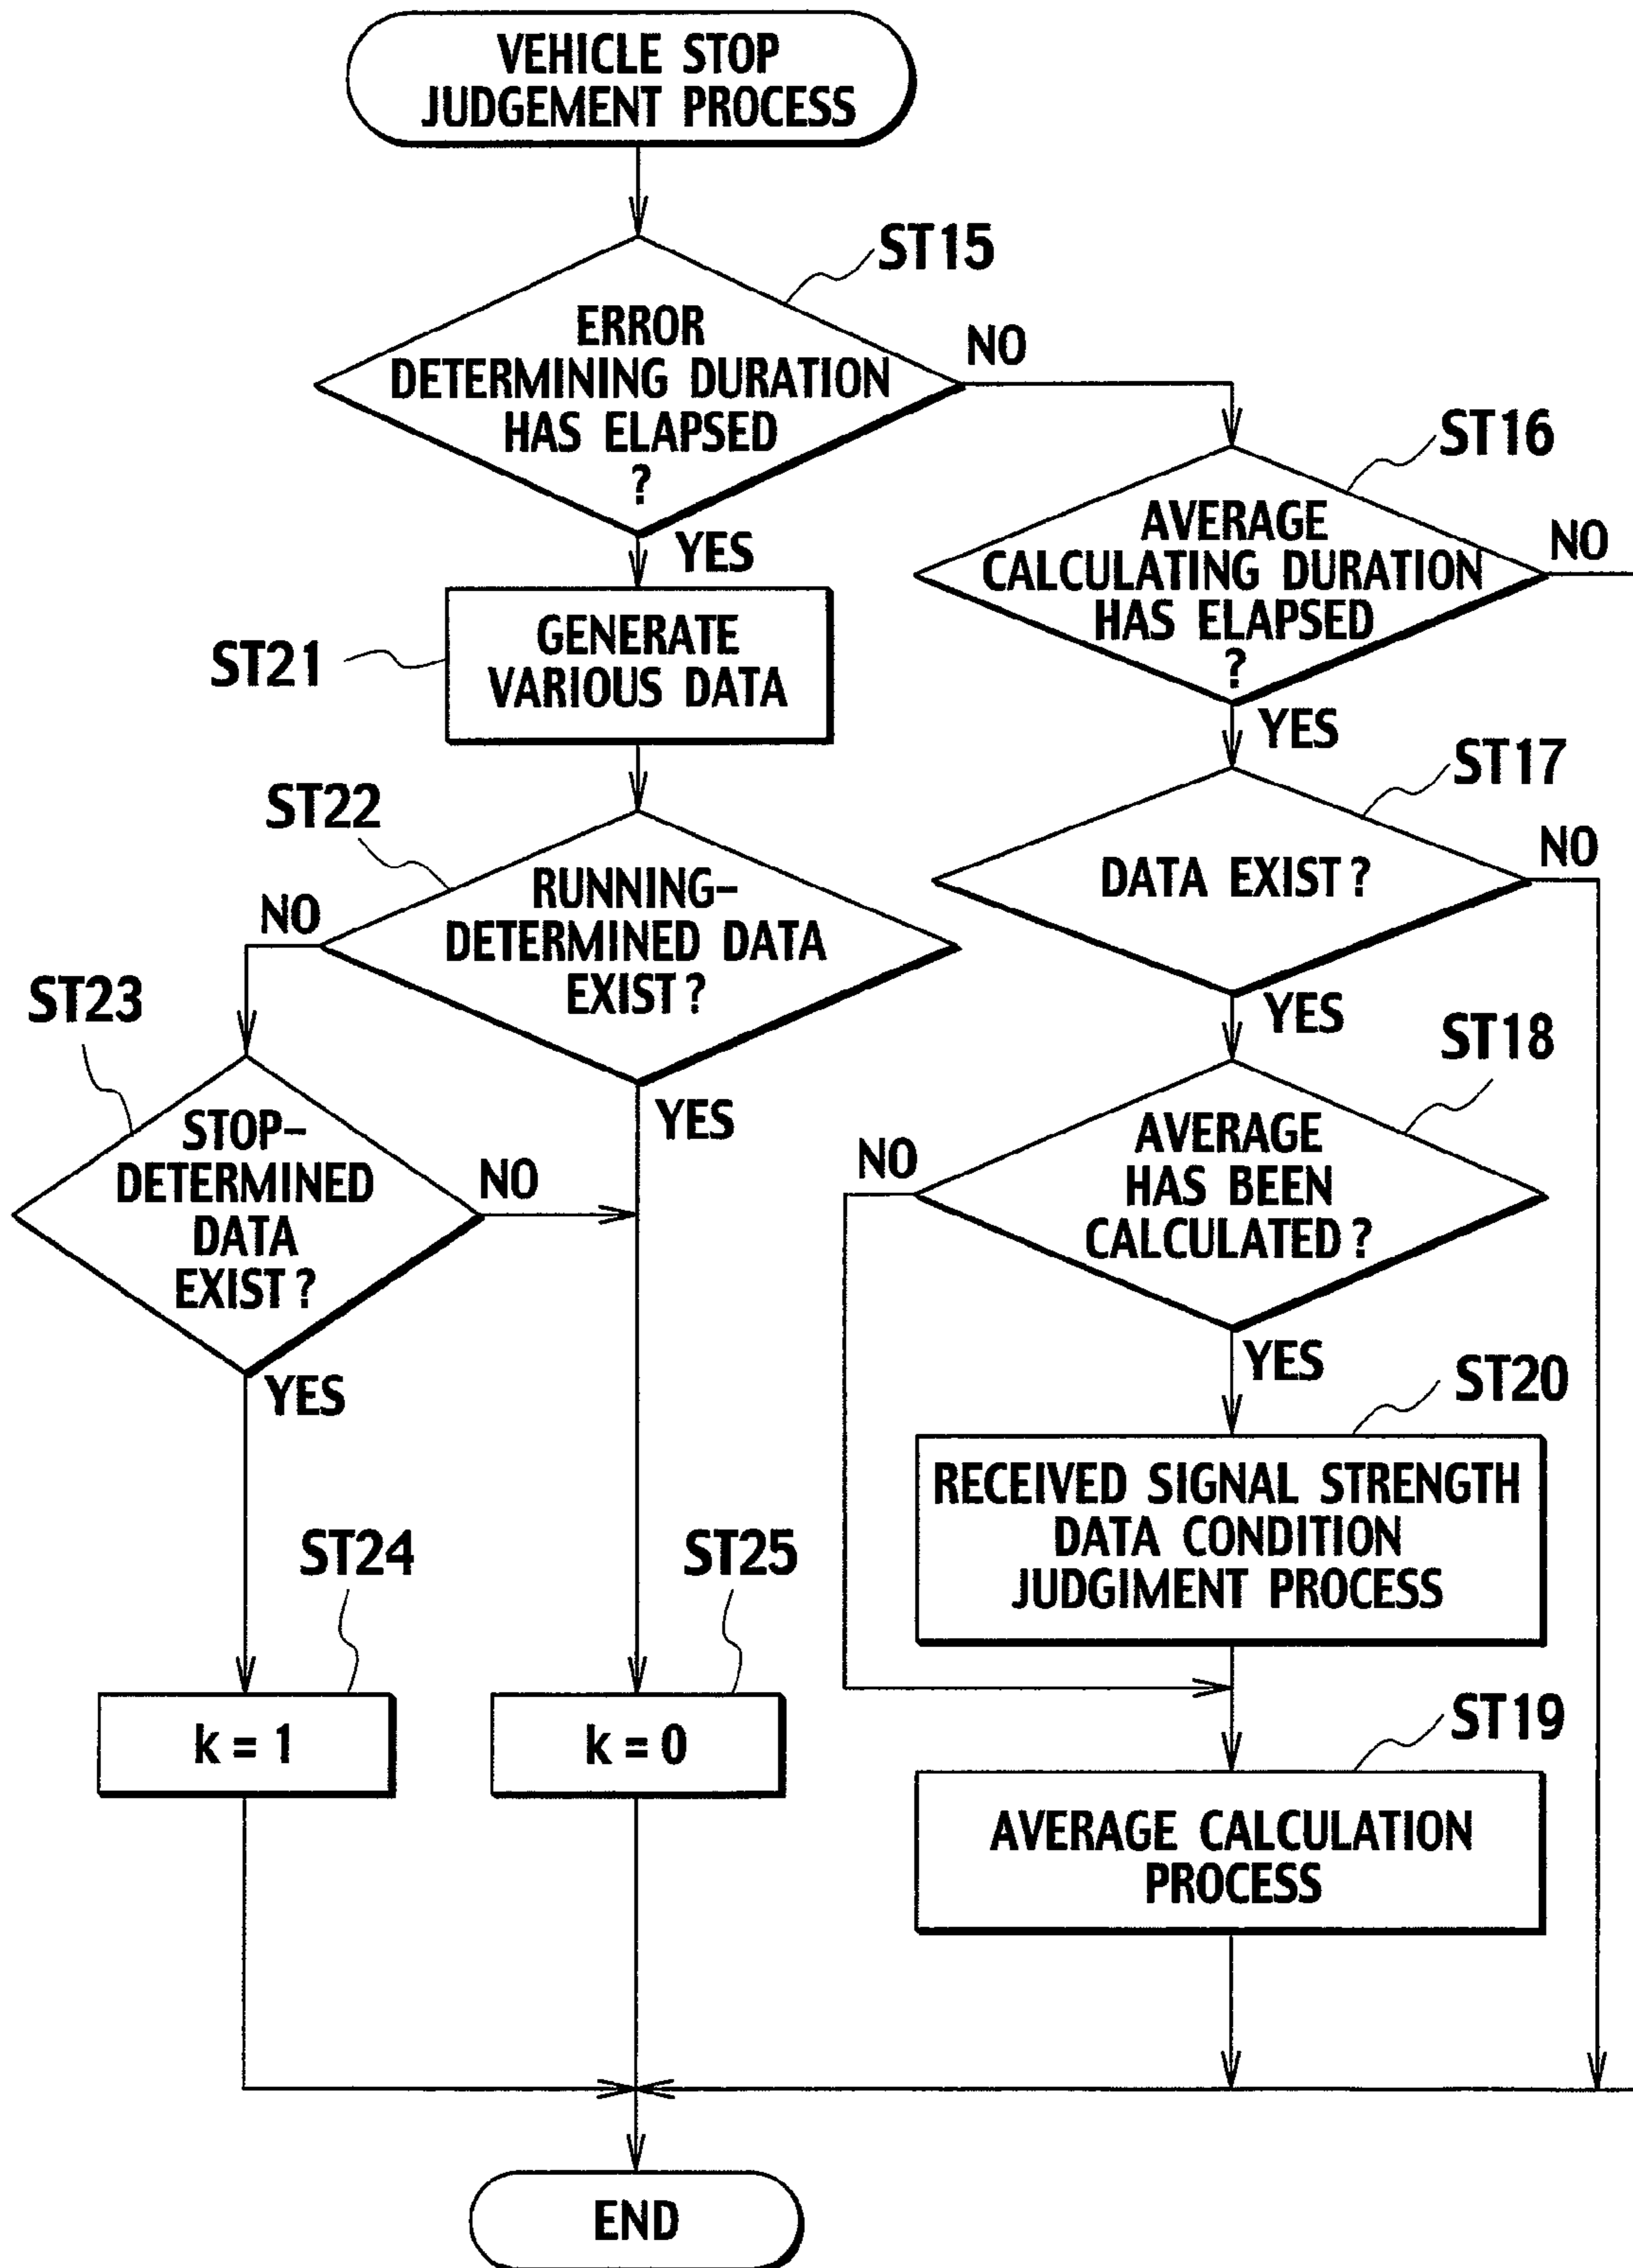 VEHICLE STOP
JUDGEMENT PROCESS
ST15
ERROR
DETERMINING DURATION
HAS ELAPSED
?
NO
YES
ST16
AVERAGE
CALCULATING DURATION
HAS ELAPSED
?
NO
YES
ST21
GENERATE
VARIOUS DATA
ST17
DATA EXIST?
NO
YES
ST22
RUNNING-
DETERMINED DATA
EXIST?
NO
YES
ST23
STOP-
DETERMINED
DATA
EXIST?
NO
YES
ST18
AVERAGE
HAS BEEN
CALCULATED?
NO
YES
ST20
RECEIVED SIGNAL STRENGTH
DATA CONDITION
JUDGIMENT PROCESS
ST24
k = 1
ST25
k = 0
ST19
AVERAGE CALCULATION
PROCESS
END